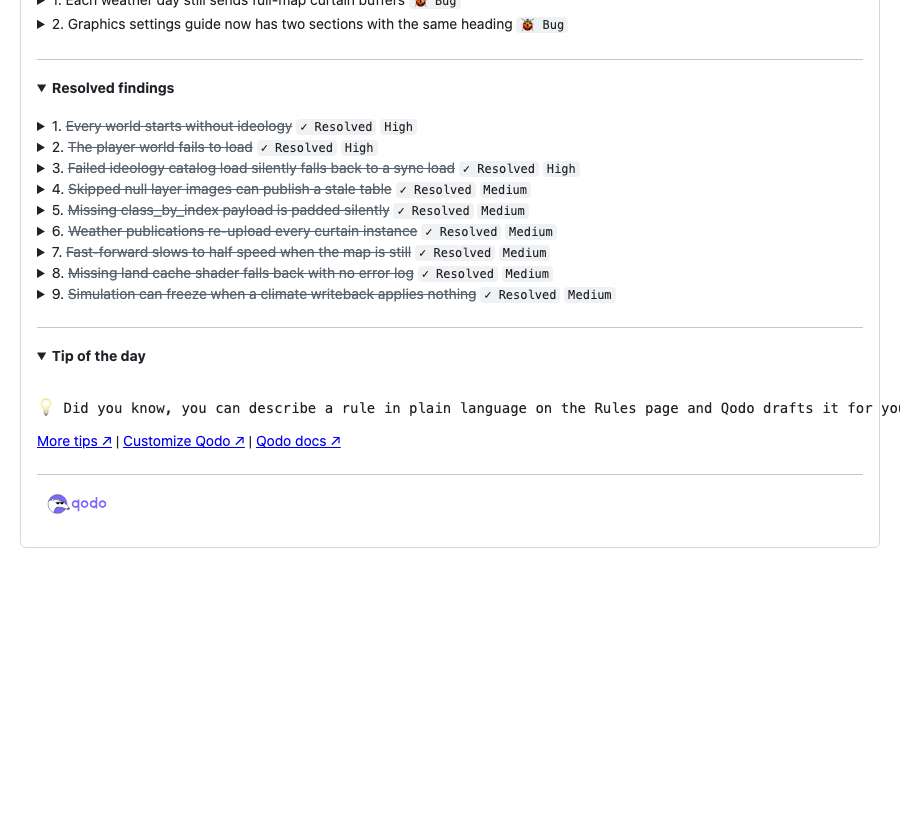 1. Each weather day still sends full-map curtain buffers 🐞 Bug
2. Graphics settings guide now has two sections with the same heading 🐞 Bug
Resolved findings
1. Every world starts without ideology ✓ Resolved High
2. The player world fails to load ✓ Resolved High
3. Failed ideology catalog load silently falls back to a sync load ✓ Resolved High
4. Skipped null layer images can publish a stale table ✓ Resolved Medium
5. Missing class_by_index payload is padded silently ✓ Resolved Medium
6. Weather publications re-upload every curtain instance ✓ Resolved Medium
7. Fast-forward slows to half speed when the map is still ✓ Resolved Medium
8. Missing land cache shader falls back with no error log ✓ Resolved Medium
9. Simulation can freeze when a climate writeback applies nothing ✓ Resolved Medium
Tip of the day
💡 Did you know, you can describe a rule in plain language on the Rules page and Qodo drafts it for
More tips ↗ | Customize Qodo ↗ | Qodo docs ↗
qodo